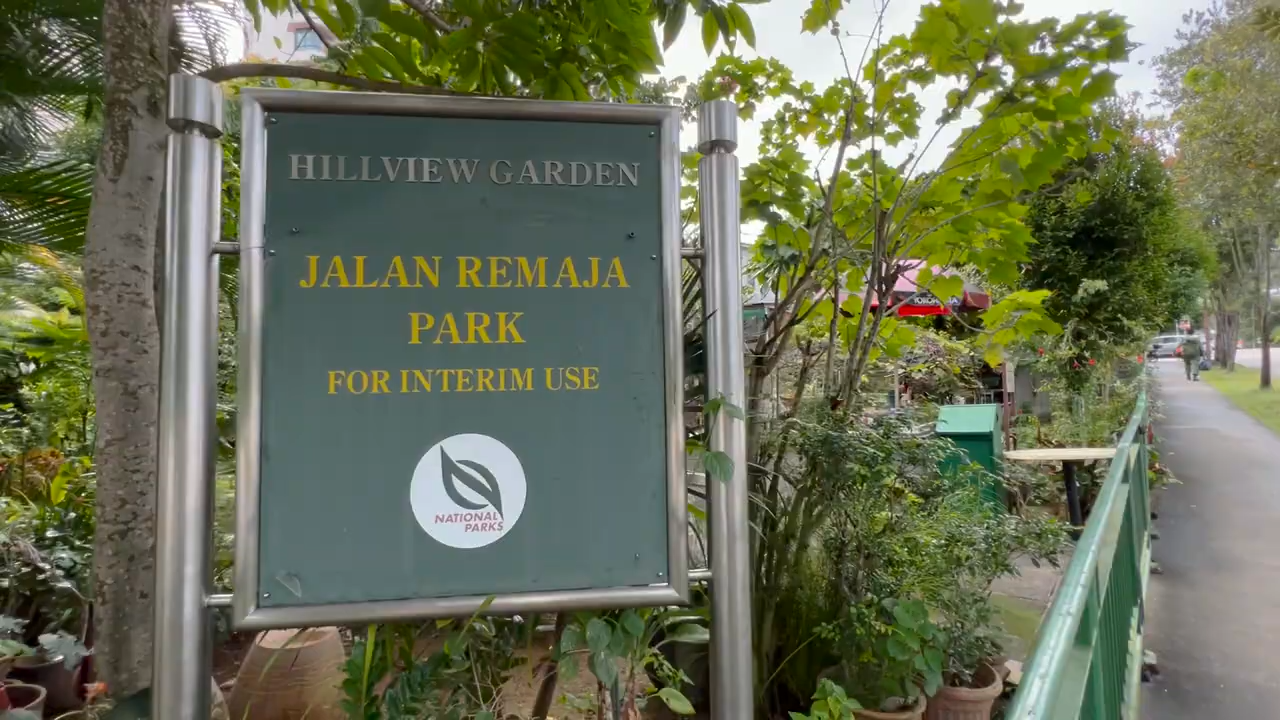 HILLVIEW GARDEN
JALAN REMAJA
PARK
FOR INTERIM USE
NATIONAL
PARKS